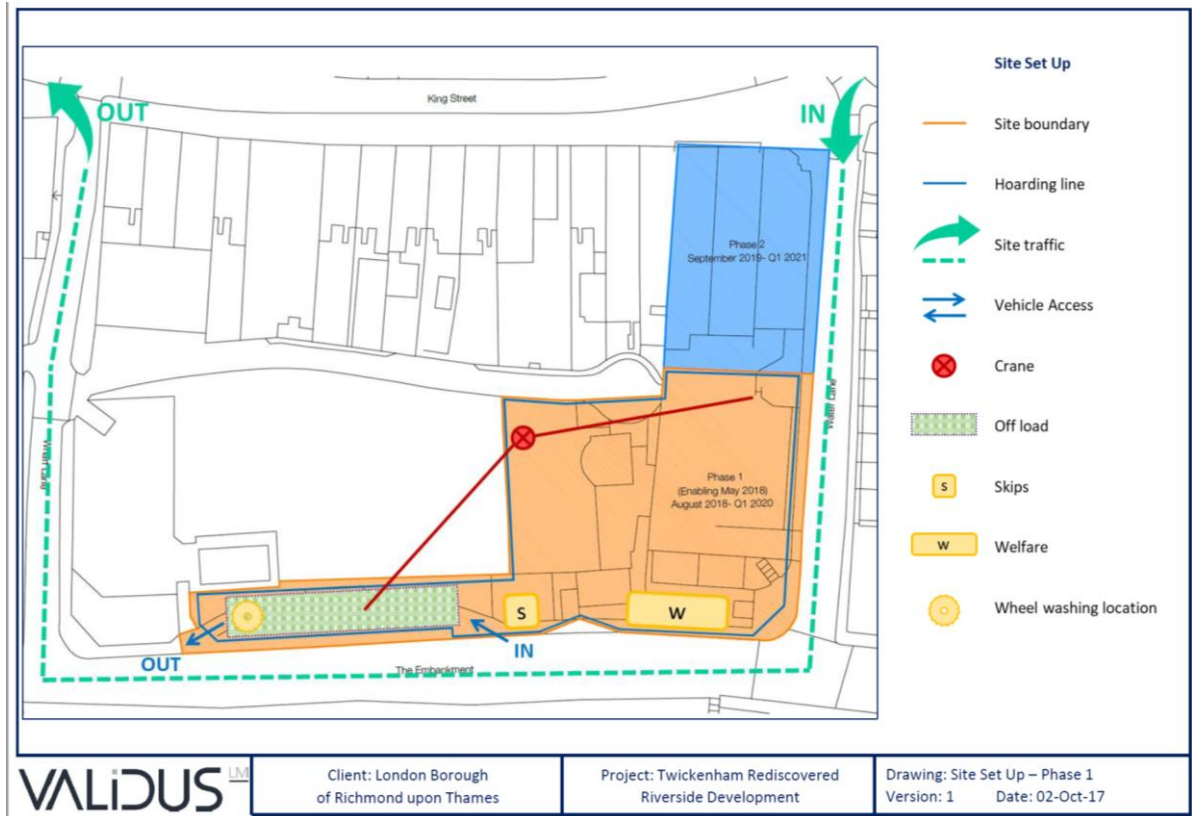 Site Set Up
OUT
King Street
IN
Site boundary
Hoarding line
Site traffic
Vehicle Access
Crane
Off load
S
Skips
W
Welfare
Wheel washing location
Phase 2
September 2019- Q1 2021
Water Lane
Wharf Lane
Phase 1
(Enabling May 2018)
August 2018- Q1 2020
S
W
OUT
IN
The Embankment
VALiDUS LM
Client: London Borough
of Richmond upon Thames
Project: Twickenham Rediscovered
Riverside Development
Drawing: Site Set Up – Phase 1
Version: 1 Date: 02-Oct-17